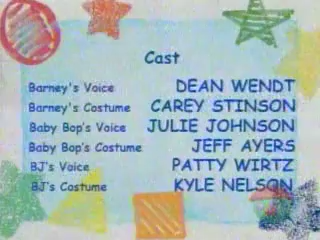 Cast
Barney's Voice DEAN WENDT
Barney's Costume CAREY STINSON
Baby Bop's Voice JULIE JOHNSON
Baby Bop's Costume JEFF AYERS
BJ's Voice PATTY WIRTZ
BJ's Costume KYLE NELSON